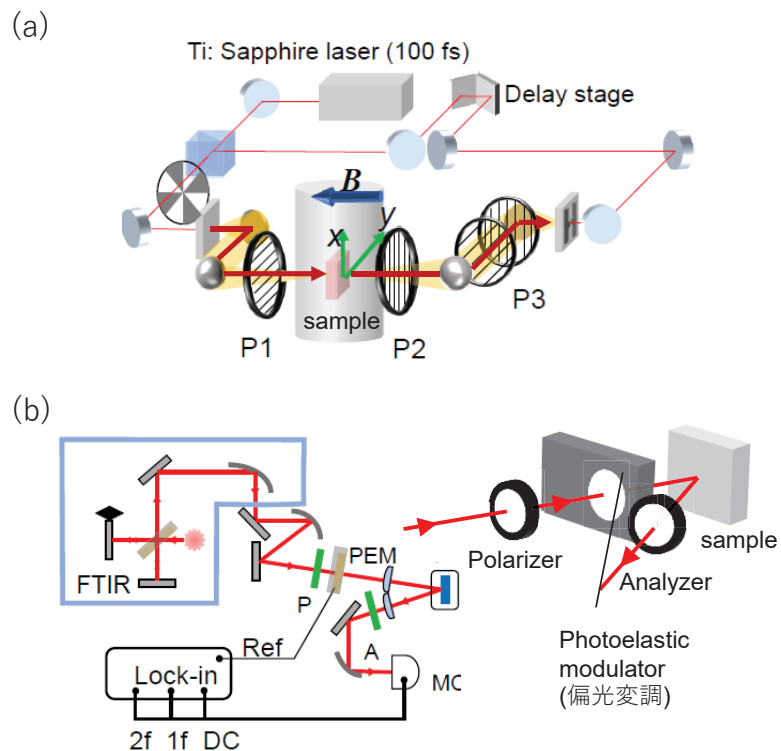 (a)
Ti: Sapphire laser (100 fs)
Delay stage
B
x
y
sample
P1
P2
P3
(b)
FTIR
P
PEM
Ref
A
Lock-in
MC
2f 1f DC
Polarizer
Analyzer
sample
Photoelastic
modulator
(偏光変調)